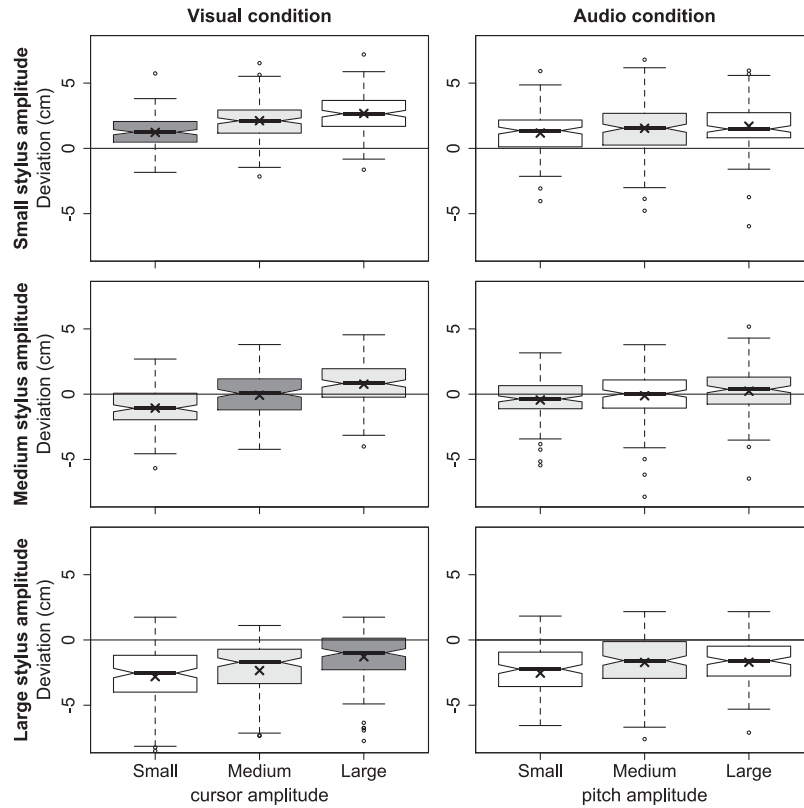 Visual condition
Audio condition
Small stylus amplitude
Deviation (cm)
5
0
-5
5
0
-5
Medium stylus amplitude
Deviation (cm)
5
0
-5
5
0
-5
Large stylus amplitude
Deviation (cm)
5
0
-5
5
0
-5
Small Medium Large
cursor amplitude
Small Medium Large
pitch amplitude